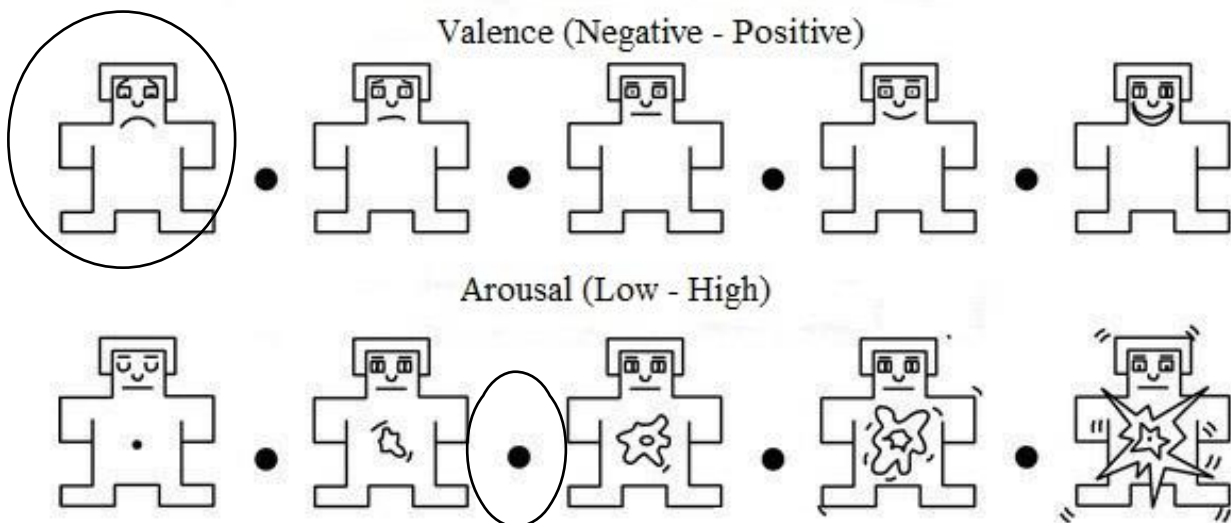 Valence (Negative - Positive)
Arousal (Low - High)